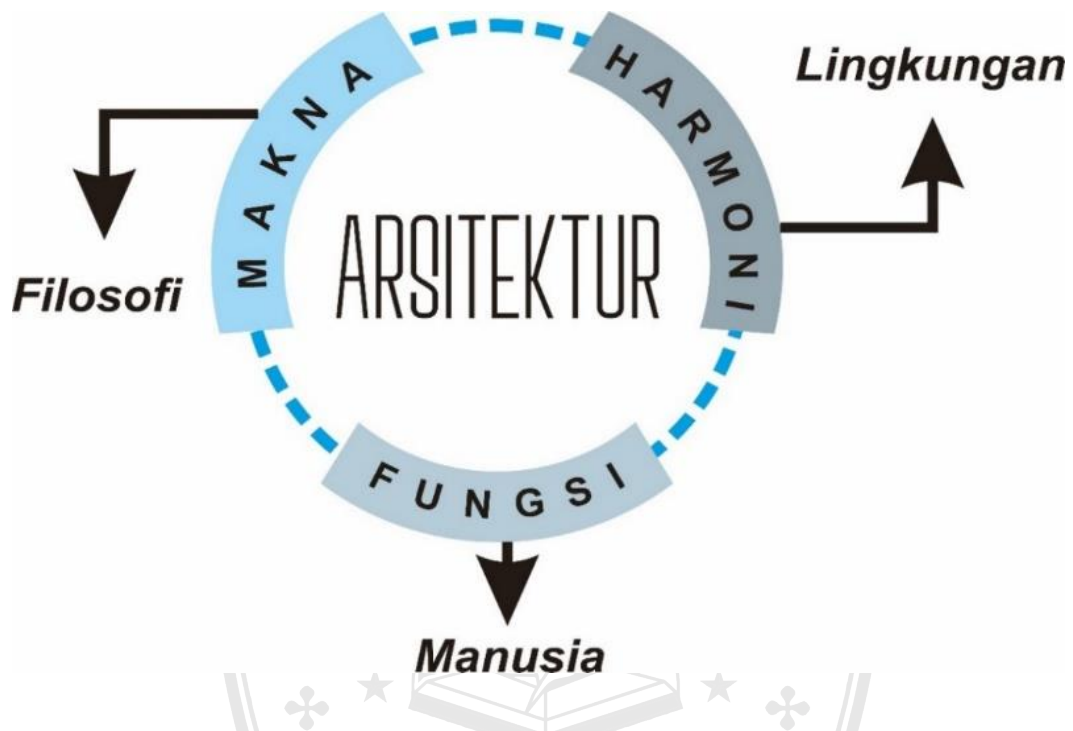 MAKNA
HARMONI
Lingkungan
ARSITEKTUR
Filosofi
FUNGSI
Manusia